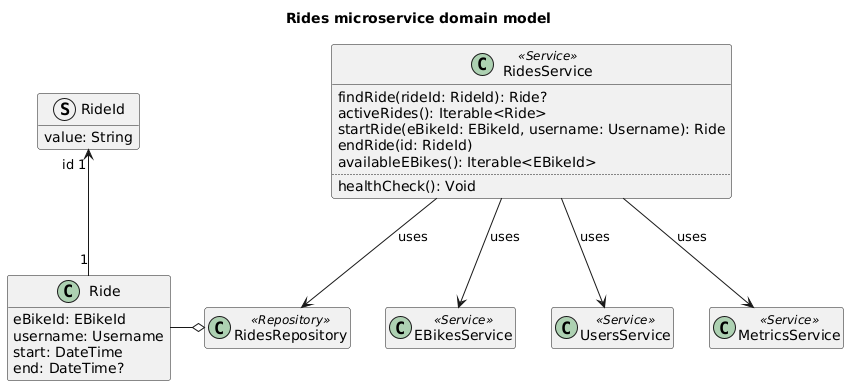 Rides microservice domain model
«Service»
C RidesService
findRide(rideId: RideId): Ride?
activeRides(): Iterable<Ride>
startRide(eBikeId: EBikeId, username: Username): Ride
endRide(id: RideId)
availableEBikes(): Iterable<EBikeId>
healthCheck(): Void
S RideId
value: String
id 1
1
uses
uses
uses
uses
C Ride
eBikeId: EBikeId
username: Username
start: DateTime
end: DateTime?
«Repository»
C RidesRepository
«Service»
C EBikesService
«Service»
C UsersService
«Service»
C MetricsService